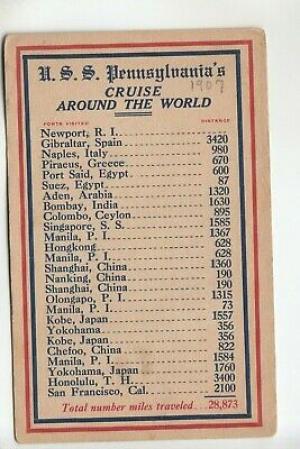 U.S.S. Pennsylvania's
1907
CRUISE
AROUND THE WORLD
PORTS VISITED DISTANCE
Newport, R. I.
Gibraltar, Spain 3420
Naples, Italy 980
Piraeus, Greece 670
Port Said, Egypt 600
Suez, Egypt 87
Aden, Arabia 1320
Bombay, India 1630
Colombo, Ceylon 895
Singapore, S. S. 1585
Manila, P. I. 1367
Hongkong 628
Manila, P. I. 628
Shanghai, China 1360
Nanking, China 190
Shanghai, China 190
Olongapo, P. I. 1315
Manila, P. I. 73
Kobe, Japan 1557
Yokohama 356
Kobe, Japan 356
Chefoo, China 822
Manila, P. I. 1584
Yokohama, Japan 1760
Honolulu, T. H. 3400
San Francisco, Cal. 2100
Total number miles traveled 28,873